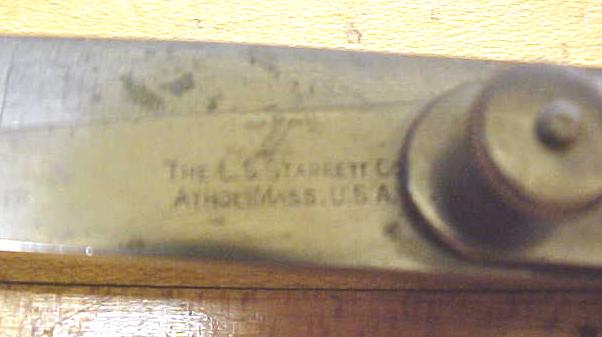 THE L.S. STARRETT CO
ATHOL, MASS. U.S.A.